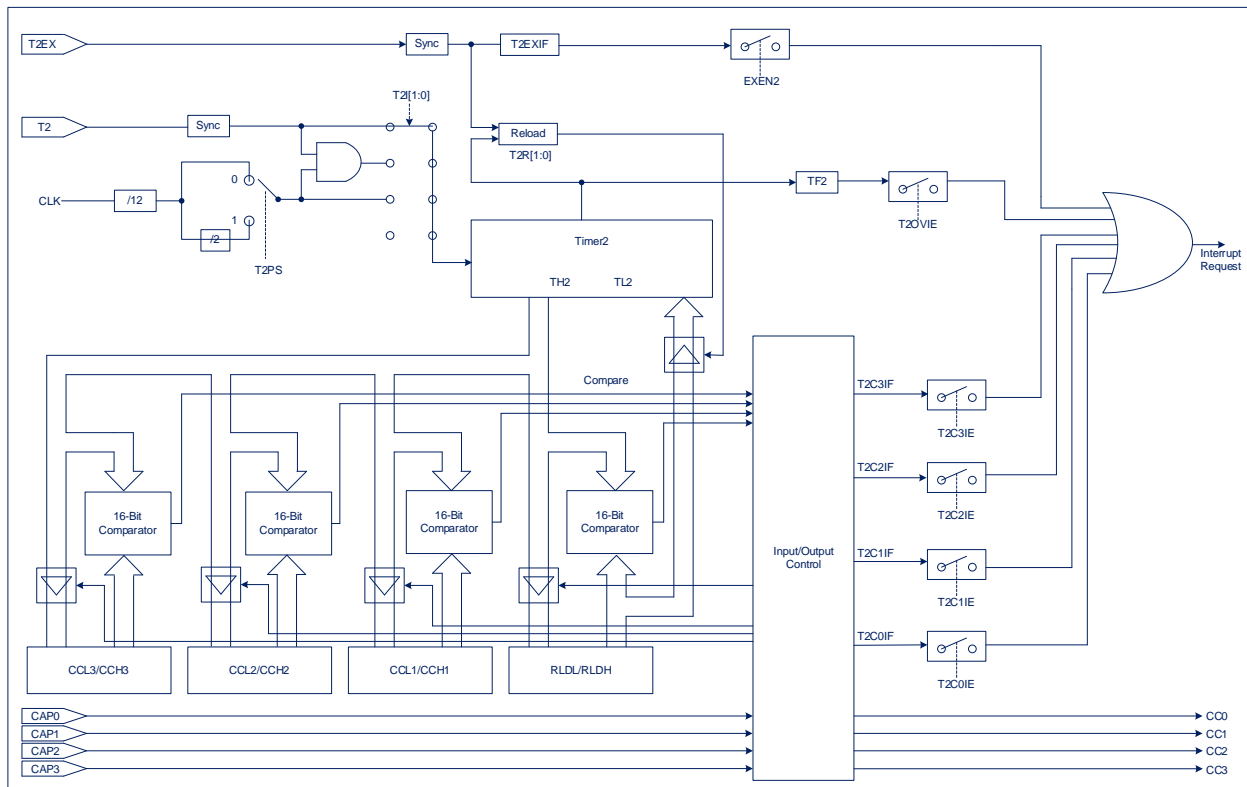 T2EX
Sync
T2EXIF
EXEN2
T2I[1:0]
T2
Sync
Reload
T2R[1:0]
0
CLK
/12
1
/2
T2PS
TF2
T2OVIE
Timer2
TH2 TL2
Interrupt
Request
Compare
T2C3IF
T2C3IE
16-Bit
Comparator
16-Bit
Comparator
16-Bit
Comparator
16-Bit
Comparator
T2C2IF
T2C2IE
Input/Output
Control
T2C1IF
T2C1IE
T2C0IF
T2C0IE
CCL3/CCH3
CCL2/CCH2
CCL1/CCH1
RLDL/RLDH
CAP0
CAP1
CAP2
CAP3
CC0
CC1
CC2
CC3